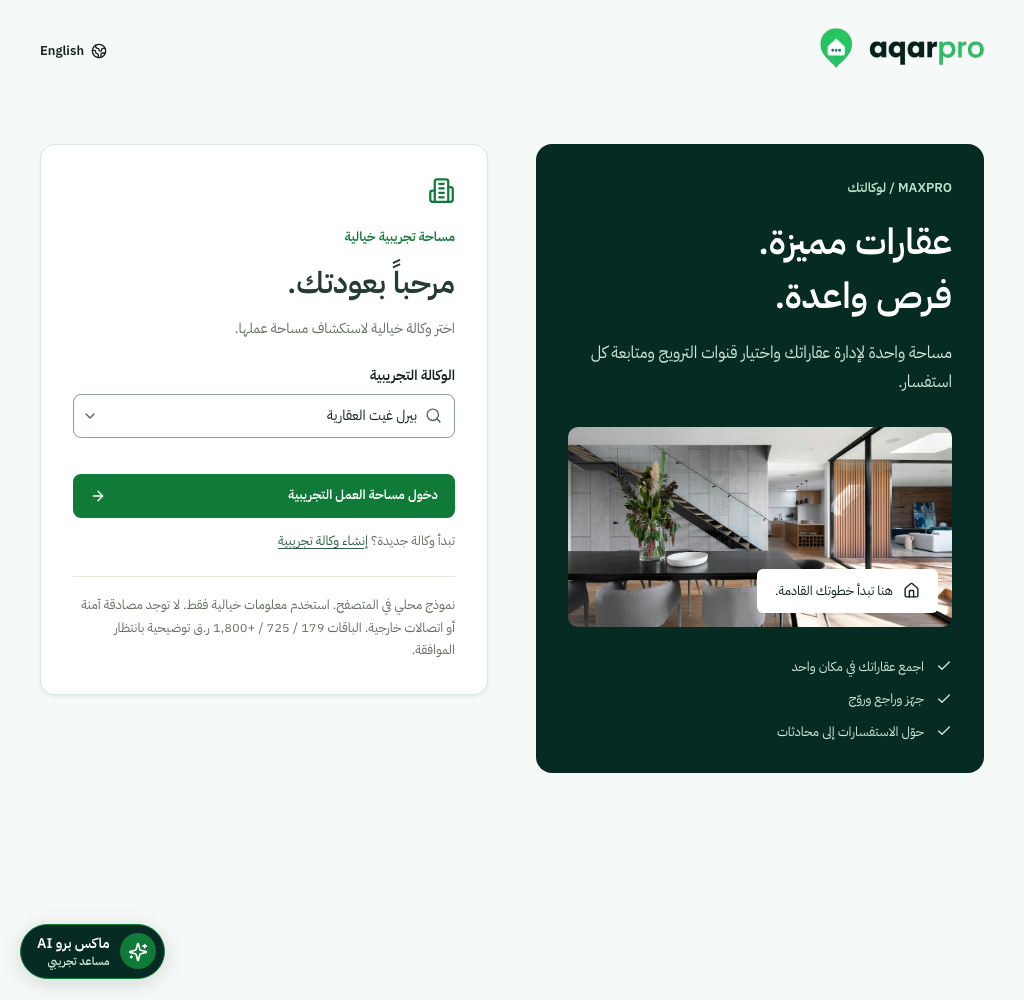 aqarpro
English
MAXPRO / لوكالتك
عقارات مميزة.
فرص واعدة.
مساحة واحدة لإدارة عقاراتك واختيار قنوات الترويج ومتابعة كل
استفسار.
هنا تبدأ خطوتك القادمة.
اجمع عقاراتك في مكان واحد
جهّز وراجع وروّج
حوّل الاستفسارات إلى محادثات
مساحة تجريبية خيالية
مرحباً بعودتك.
اختر وكالة خيالية لاستكشاف مساحة عملها.
الوكالة التجريبية
بيرل غيت العقارية
دخول مساحة العمل التجريبية
تبدأ وكالة جديدة؟ إنشاء وكالة تجريبية
نموذج محلي في المتصفح. استخدم معلومات خيالية فقط. لا توجد مصادقة آمنة
أو اتصالات خارجية. الباقات 179 / 725 / +1,800 ر.ق توضيحية بانتظار
الموافقة.
ماكس برو AI
مساعد تجريبي